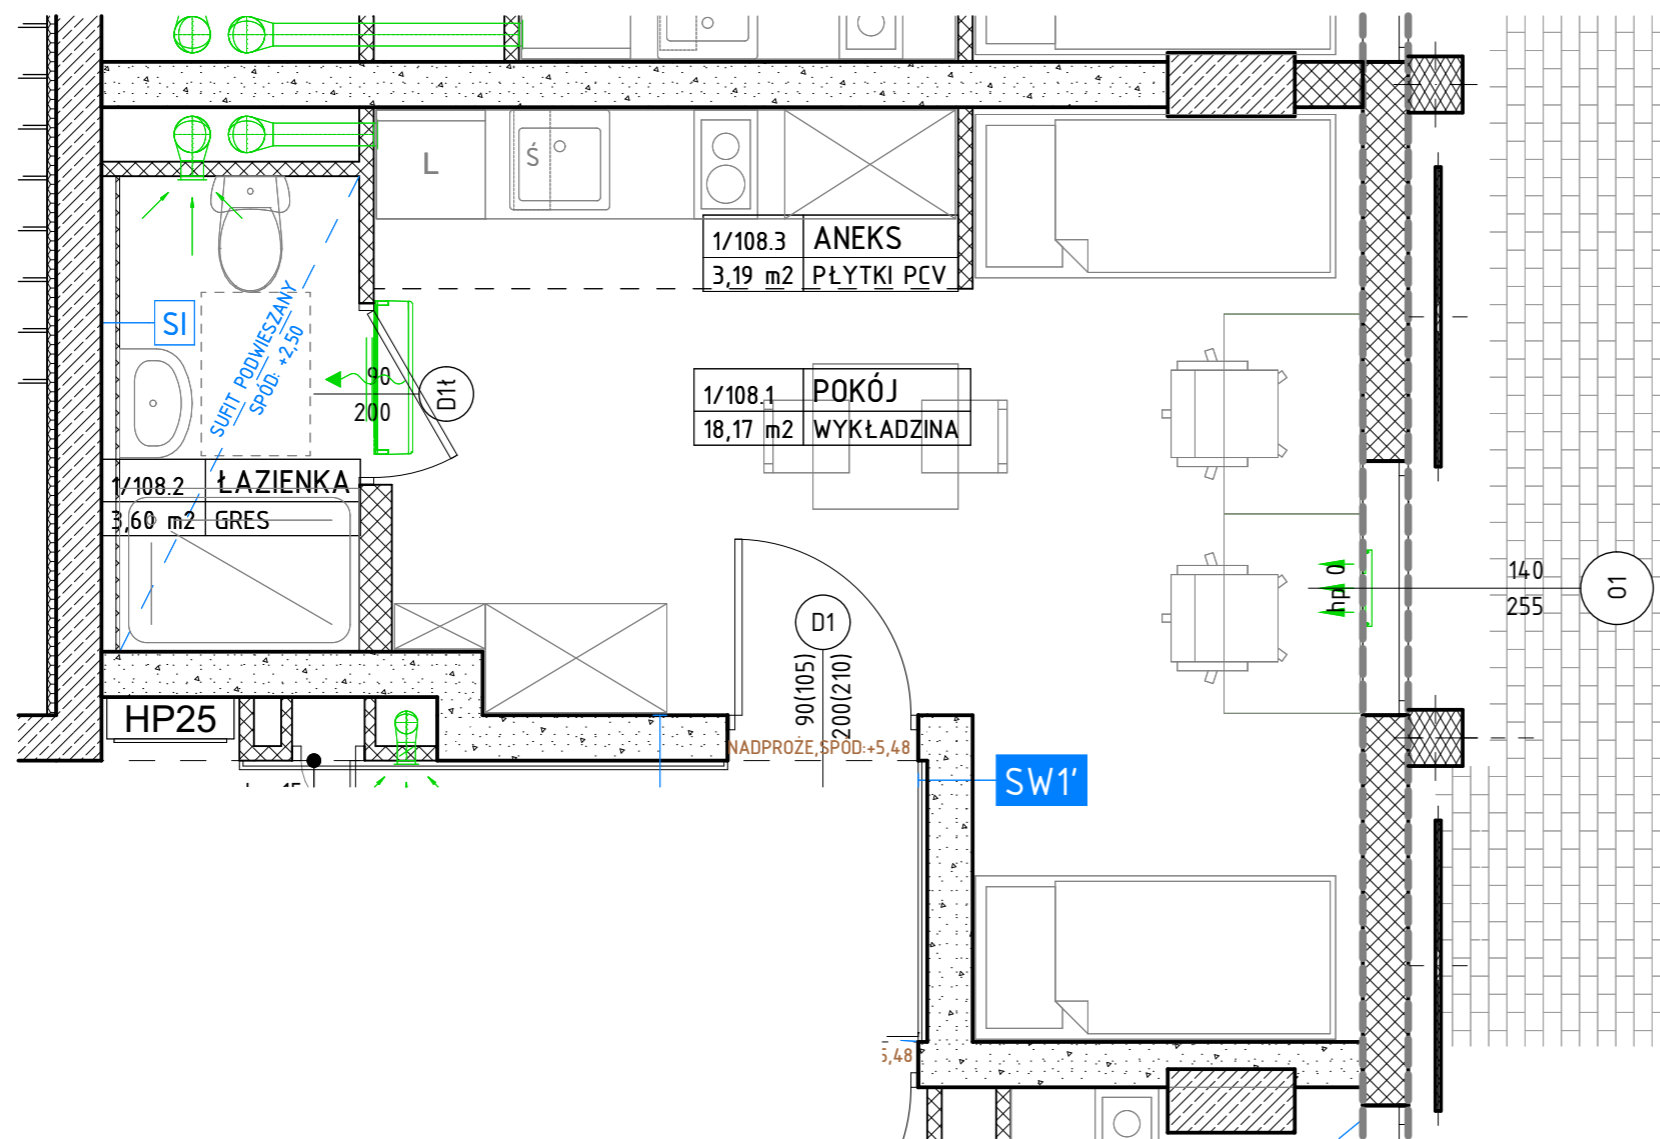 L
Ś
1/108.3 ANEKS
3,19 m2 PŁYTKI PCV
SI
SUFIT PODWIESZANY
SPÓD: +2,50
90
200
D1Ł
1/108.1 POKÓJ
18,17 m2 WYKŁADZINA
1/108.2 ŁAZIENKA
3,60 m2 GRES
hp 0
140
255
O1
D1
90(105)
200(210)
HP25
NADPROŻE,SPÓD:+5,48
SW1'
5,48